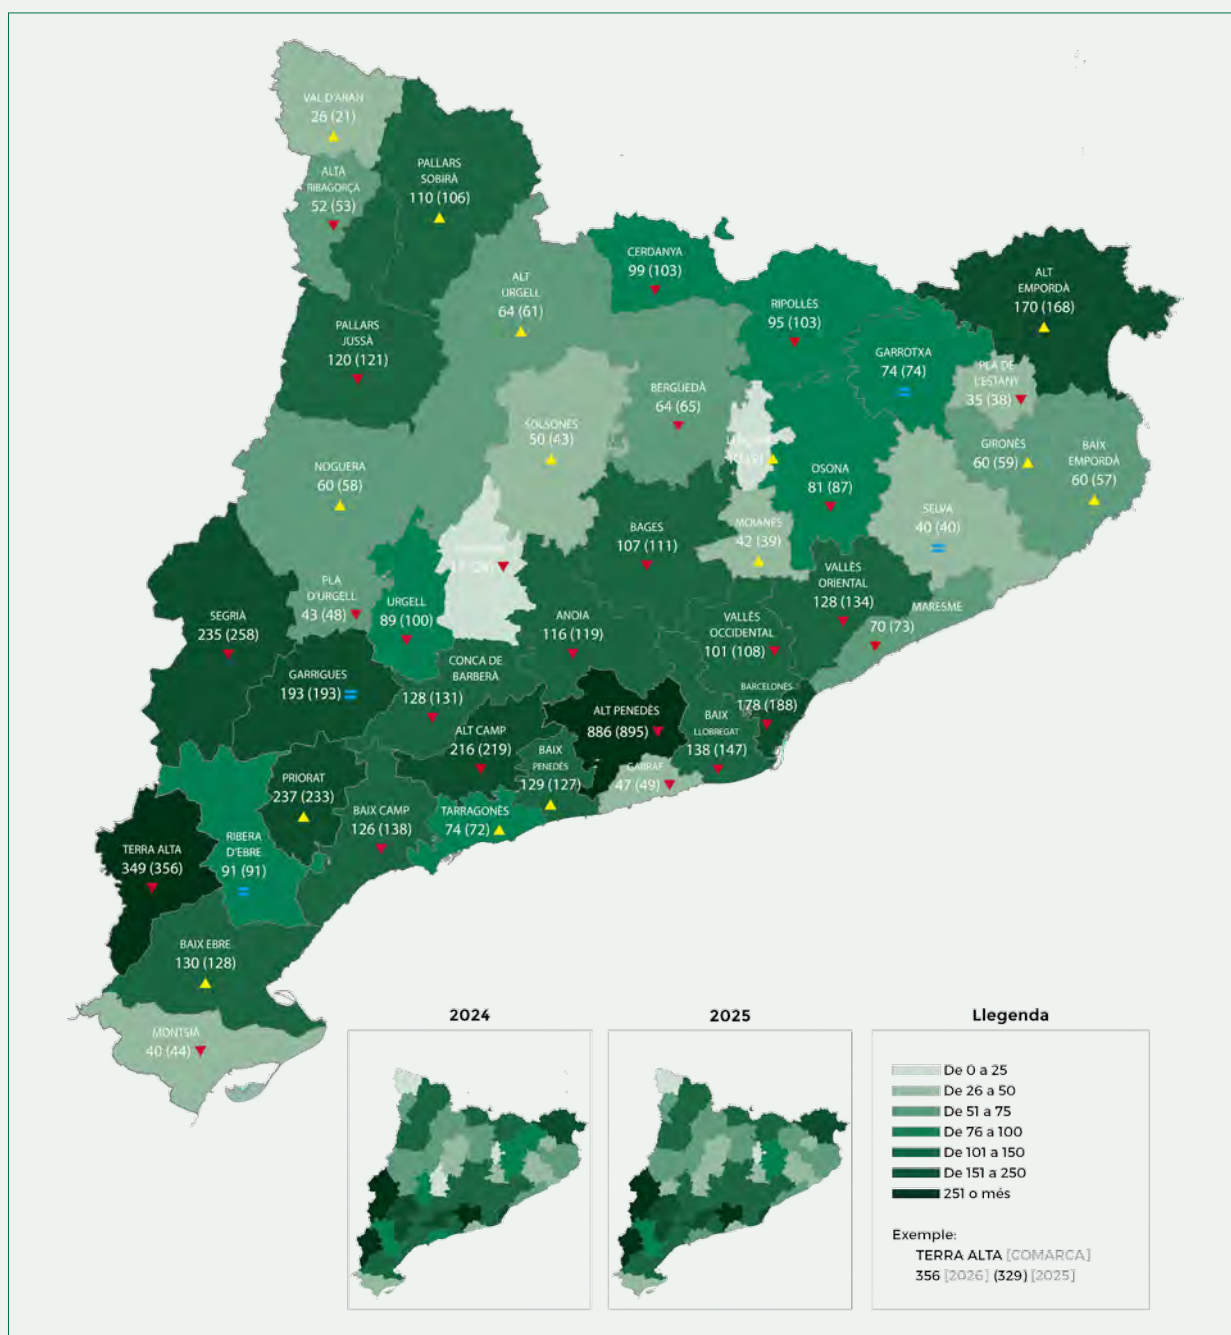 VAL D'ARAN
26 (21)
ALTA
RIBAGORÇA
52 (53)
PALLARS
SOBIRÀ
110 (106)
CERDANYA
99 (103)
ALT
URGELL
64 (61)
RIPOLLÈS
95 (103)
ALT
EMPORDÀ
170 (168)
PALLARS
JUSSÀ
120 (121)
GARROTXA
74 (74)
PLA DE
L'ESTANY
35 (38)
BERGUEDÀ
64 (65)
SOLSONÈS
50 (43)
GIRONÈS
60 (59)
BAIX
EMPORDÀ
60 (57)
NOGUERA
60 (58)
OSONA
81 (87)
SELVA
40 (40)
BAGES
107 (111)
MOIANÈS
42 (39)
VALLÈS
ORIENTAL
128 (134)
MARESME
70 (73)
PLA
D'URGELL
43 (48)
URGELL
89 (100)
SEGRIÀ
235 (258)
ANOIA
116 (119)
VALLÈS
OCCIDENTAL
101 (108)
GARRIGUES
193 (193)
CONCA DE
BARBERÀ
128 (131)
BARCELONÈS
178 (188)
ALT PENEDÈS
886 (895)
BAIX
LLOBREGAT
138 (147)
ALT CAMP
216 (219)
BAIX
PENEDÈS
129 (127)
GARRAF
47 (49)
PRIORAT
237 (233)
BAIX CAMP
126 (138)
TARRAGONÈS
74 (72)
TERRA ALTA
349 (356)
RIBERA
D'EBRE
91 (91)
BAIX EBRE
130 (128)
MONTSIÀ
40 (44)
2024
2025
Llegenda
De 0 a 25
De 26 a 50
De 51 a 75
De 76 a 100
De 101 a 150
De 151 a 250
251 o més
Exemple:
TERRA ALTA [COMARCA]
356 [2026] (329) [2025]